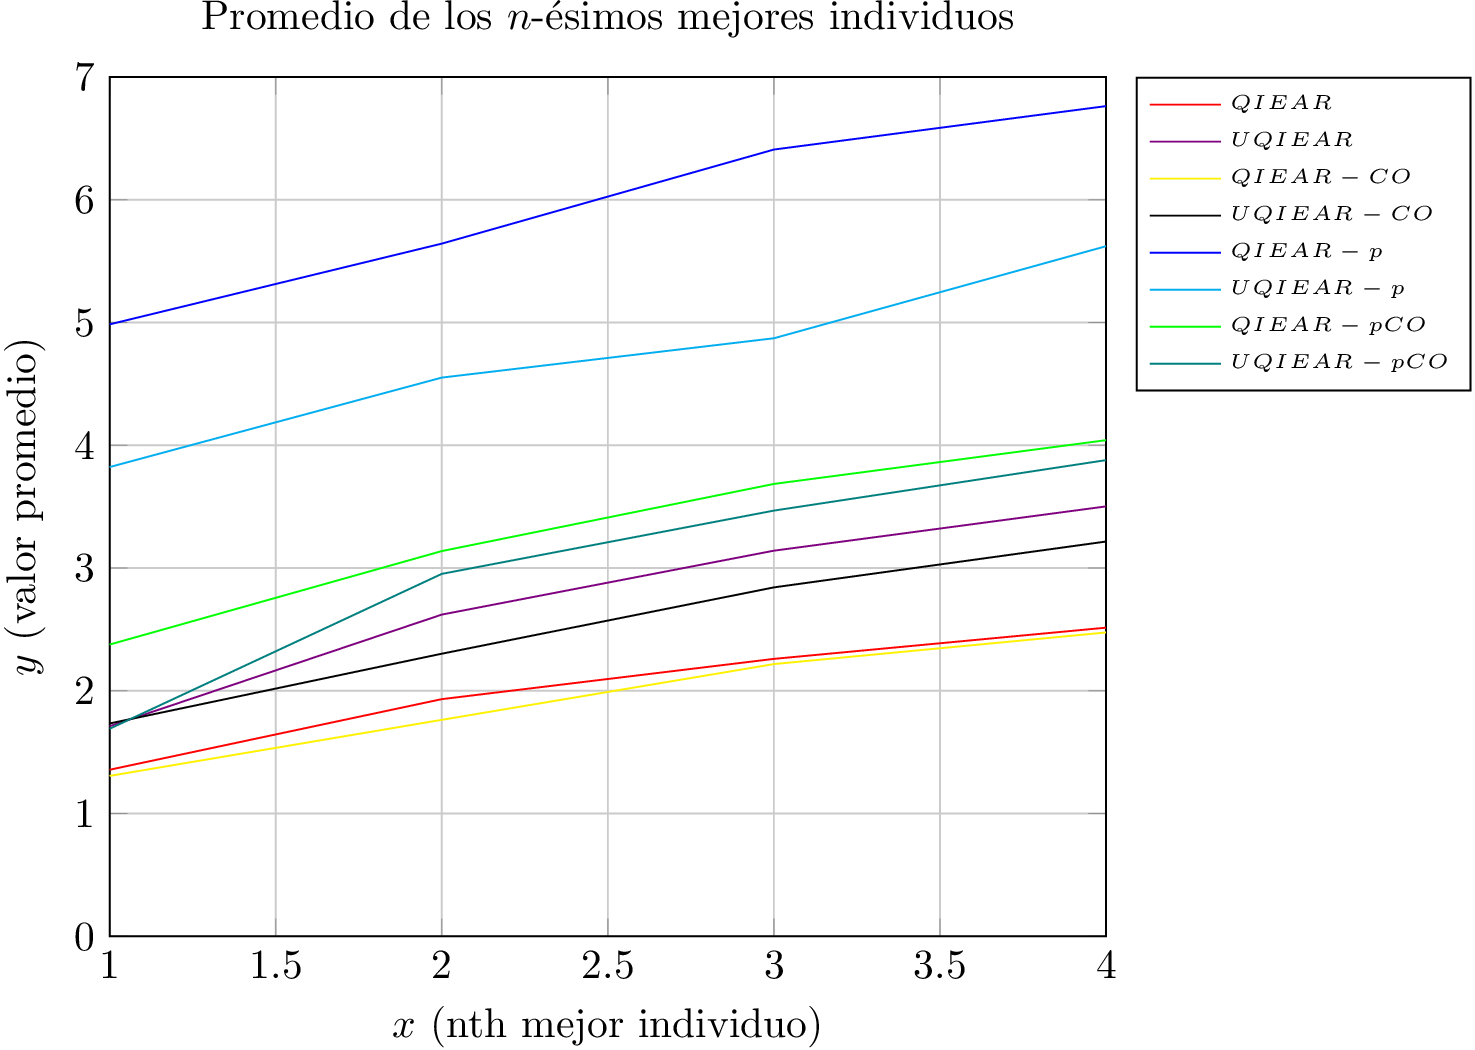 Promedio de los n-ésimos mejores individuos
7
6
5
4
3
2
1
0
y (valor promedio)
1 1.5 2 2.5 3 3.5 4
x (nth mejor individuo)
QIEAR
UQIEAR
QIEAR − CO
UQIEAR − CO
QIEAR − p
UQIEAR − p
QIEAR − pCO
UQIEAR − pCO